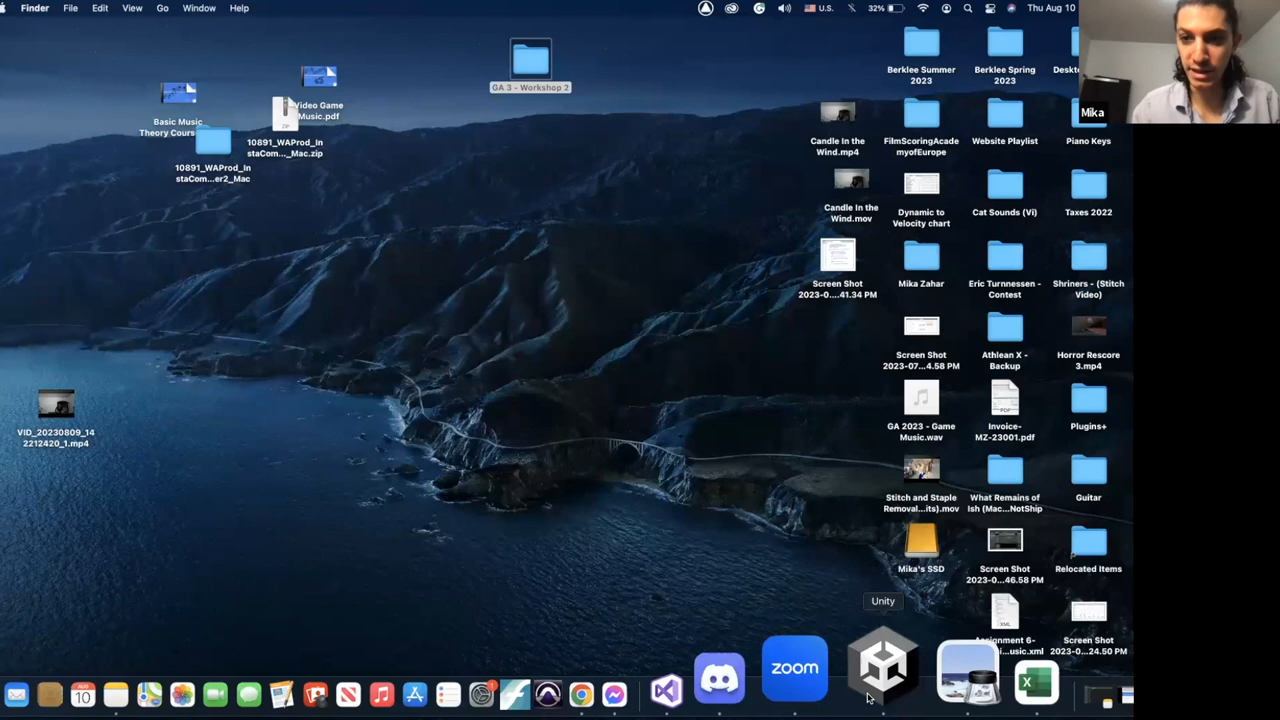 Finder File Edit View Go Window Help
U.S. 32% Thu Aug 10
Mika
GA 3 - Workshop 2
Basic Music
Theory Cours
Video Game
Music.pdf
10891_WAProd_In
staCom..._Mac.zip
ZIP
10891_WAProd_In
staCom...er2_Mac
VID_20230809_14
2212420_1.mp4
Berklee Summer
2023
Berklee Spring
2023
Candle In the
Wind.mp4
FilmScoringAcade
myofEurope
Website Playlist
Piano Keys
Candle In the
Wind.mov
Dynamic to
Velocity chart
Cat Sounds (Vi)
Taxes 2022
Screen Shot
2023-0....41.34 PM
Mika Zahar
Eric Turnnessen -
Contest
Shriners - (Stitch
Video)
Screen Shot
2023-07...4.58 PM
Athlean X -
Backup
Horror Rescore
3.mp4
GA 2023 - Game
Music.wav
PDF
Invoice-
MZ-23001.pdf
Plugins+
Stitch and Staple
Removal...its).mov
What Remains of
Ish (Mac...NotShip
Guitar
Mika's SSD
Screen Shot
2023-0...46.58 PM
Relocated Items
XML
Screen Shot
2023-0...24.50 PM
Unity
AUG
10
zoom
X